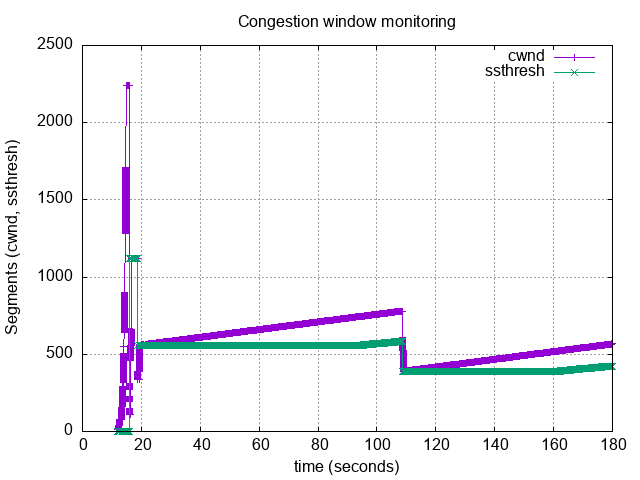 Congestion window monitoring
cwnd
ssthresh
Segments (cwnd, ssthresh)
2500
2000
1500
1000
500
0
0 20 40 60 80 100 120 140 160 180
time (seconds)